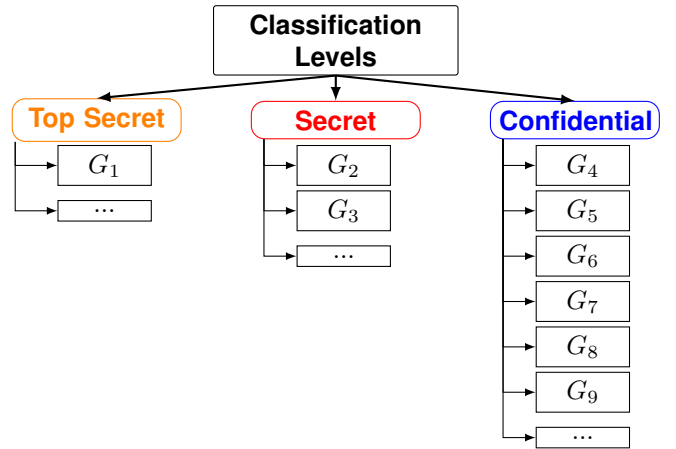 Classification
Levels
Top Secret
G₁
...
Secret
G₂
G₃
...
Confidential
G₄
G₅
G₆
G₇
G₈
G₉
...